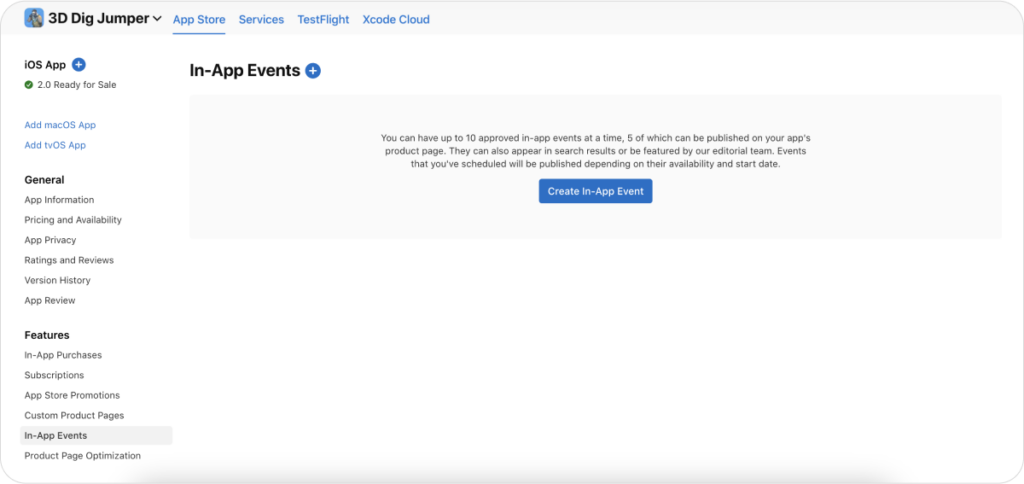 3D Dig Jumper App Store Services TestFlight Xcode Cloud
iOS App
2.0 Ready for Sale
Add macOS App
Add tvOS App
General
App Information
Pricing and Availability
App Privacy
Ratings and Reviews
Version History
App Review
Features
In-App Purchases
Subscriptions
App Store Promotions
Custom Product Pages
In-App Events
Product Page Optimization
In-App Events
You can have up to 10 approved in-app events at a time, 5 of which can be published on your app's
product page. They can also appear in search results or be featured by our editorial team. Events
that you've scheduled will be published depending on their availability and start date.
Create In-App Event